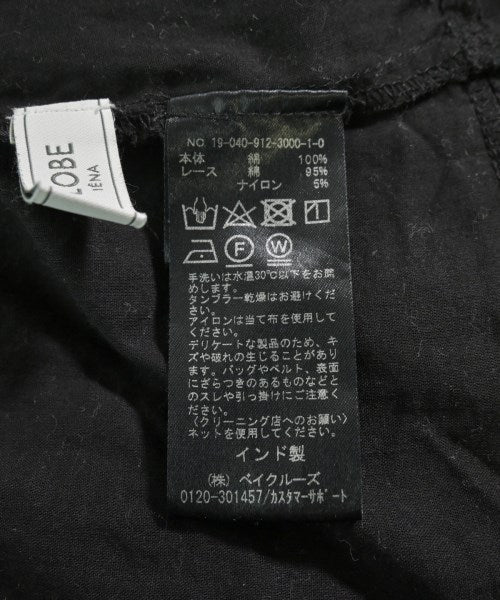 LOBE
IÉNA
NO. 19-040-912-3000-1-0
本体 綿 100%
レース 綿 95%
ナイロン 5%
F W
手洗いは水温30℃以下をお薦
めします。
タンブラー乾燥はお避けくださ
い。
アイロンは当て布を使用して
ください。
デリケートな製品のため、キ
ズや破れの生じることがあり
ます。バッグやベルト、表面
にざらつきのあるものなどと
のスレや引っ掛けにご注意く
ださい。
〈クリーニング店へのお願い〉
ネットを使用してください。
インド製
(株) ベイクルーズ
0120-301457/カスタマーサポート